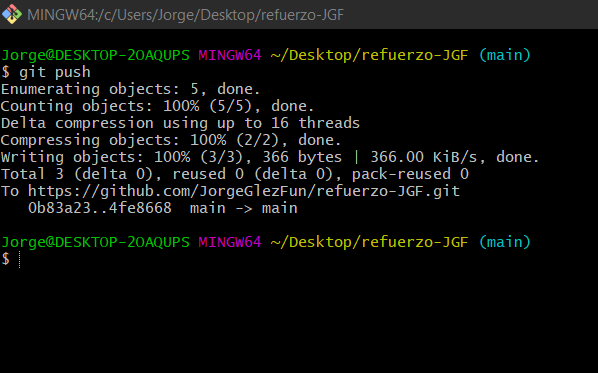 MINGW64:/c/Users/Jorge/Desktop/refuerzo-JGF
Jorge@DESKTOP-2OAQUPS MINGW64 ~/Desktop/refuerzo-JGF (main)
$ git push
Enumerating objects: 5, done.
Counting objects: 100% (5/5), done.
Delta compression using up to 16 threads
Compressing objects: 100% (2/2), done.
Writing objects: 100% (3/3), 366 bytes | 366.00 KiB/s, done.
Total 3 (delta 0), reused 0 (delta 0), pack-reused 0
To https://github.com/JorgeGlezFun/refuerzo-JGF.git
   0b83a23..4fe8668  main -> main
Jorge@DESKTOP-2OAQUPS MINGW64 ~/Desktop/refuerzo-JGF (main)
$